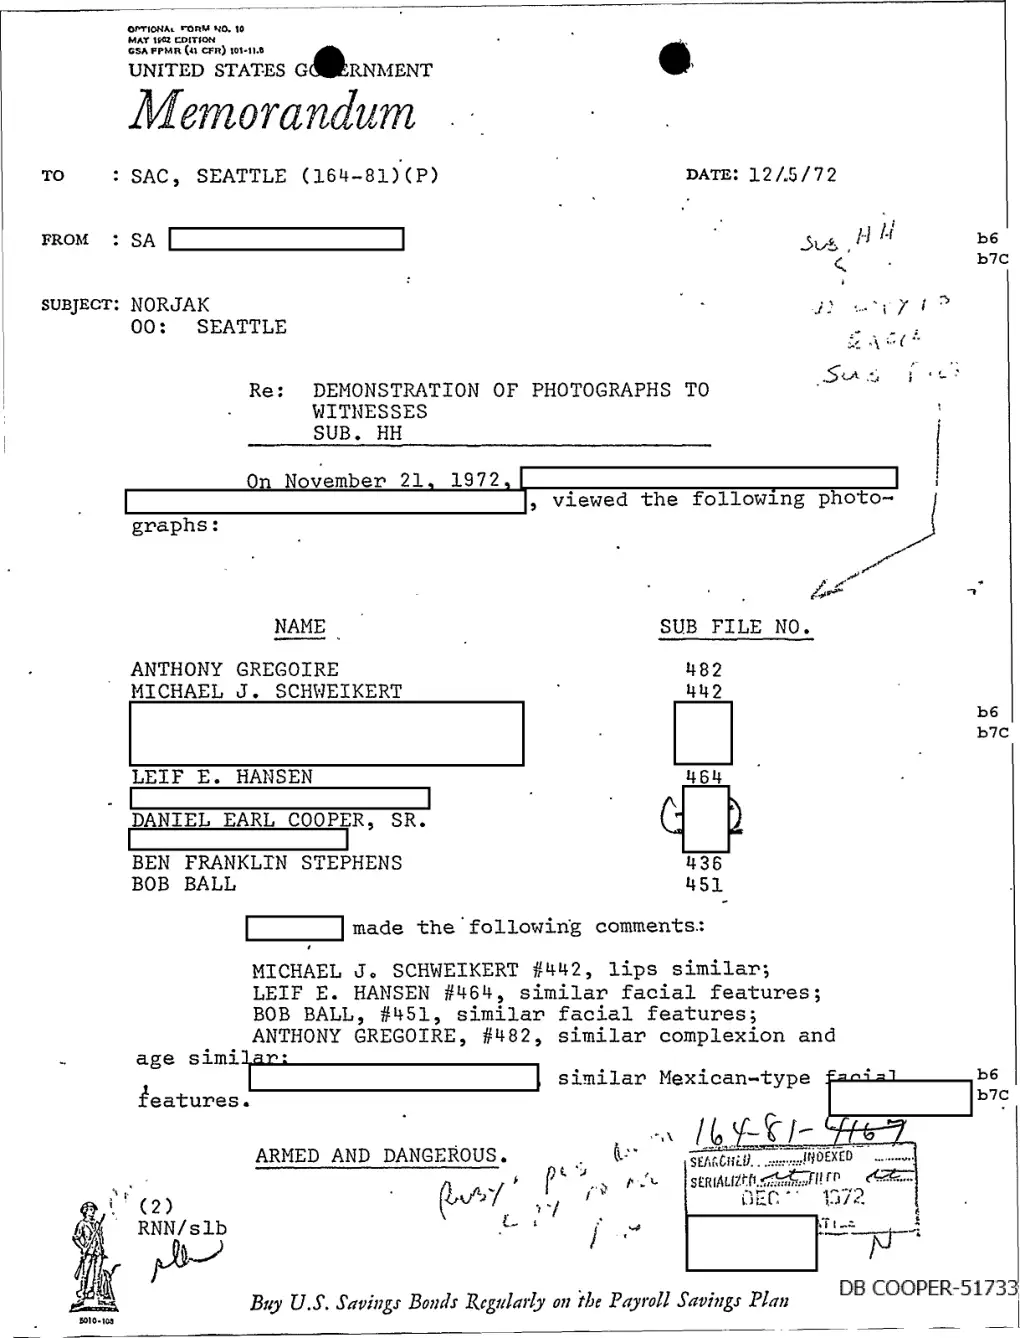 OPTIONAL FORM NO. 10
MAY 1962 EDITION
GSA FPMR (41 CFR) 101-11.6
UNITED STATES G ERNMENT
Memorandum
TO : SAC, SEATTLE (164-81)(P) DATE: 12/5/72
FROM : SA
Sub HH
b6
b7C
SUBJECT: NORJAK
OO: SEATTLE
EACH
Sub
Re: DEMONSTRATION OF PHOTOGRAPHS TO
WITNESSES
SUB. HH
On November 21, 1972,
, viewed the following photo-
graphs:
NAME SUB FILE NO.
ANTHONY GREGOIRE 482
MICHAEL J. SCHWEIKERT 442
b6
b7C
LEIF E. HANSEN 464
DANIEL EARL COOPER, SR.
BEN FRANKLIN STEPHENS 436
BOB BALL 451
made the following comments.:
MICHAEL J. SCHWEIKERT #442, lips similar;
LEIF E. HANSEN #464, similar facial features;
BOB BALL, #451, similar facial features;
ANTHONY GREGOIRE, #482, similar complexion and
age similar;
similar Mexican-type facial
features.
b6
b7C
164-81-4167
ARMED AND DANGEROUS.
SEARCHED INDEXED
SERIALIZED FILED
DEC 1972
(2)
RNN/slb
N
Buy U.S. Savings Bonds Regularly on the Payroll Savings Plan
5010-108
DB COOPER-51733